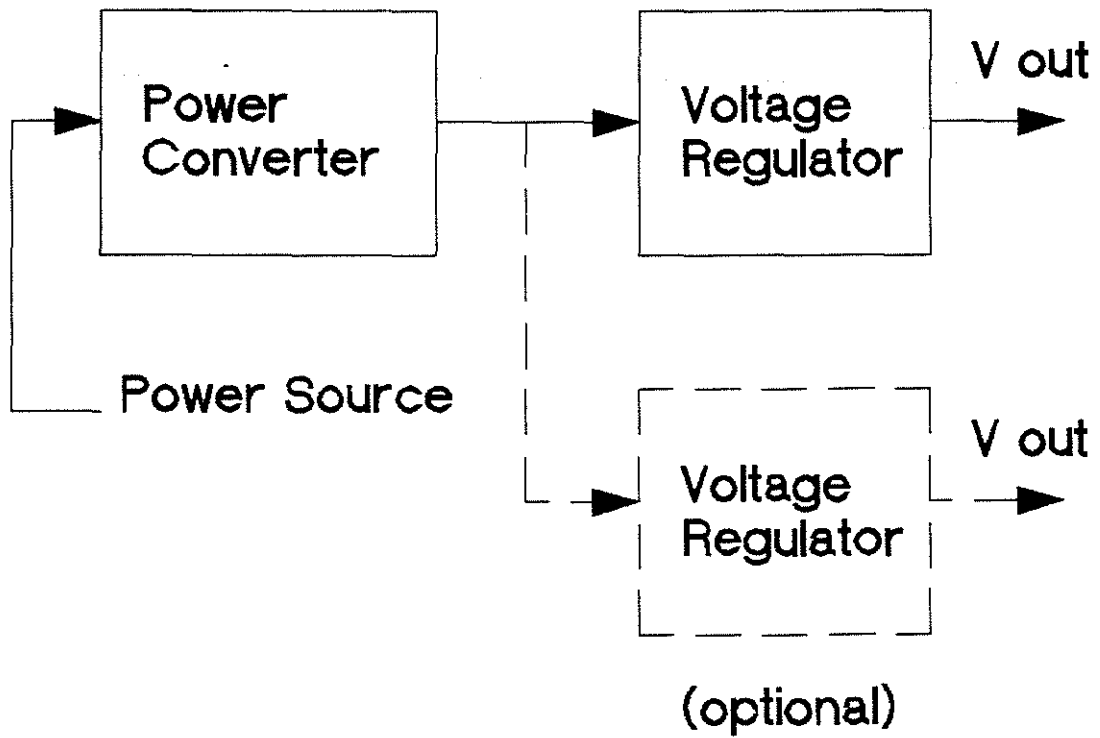 Power
Converter
Voltage
Regulator
V out
Power Source
Voltage
Regulator
V out
(optional)